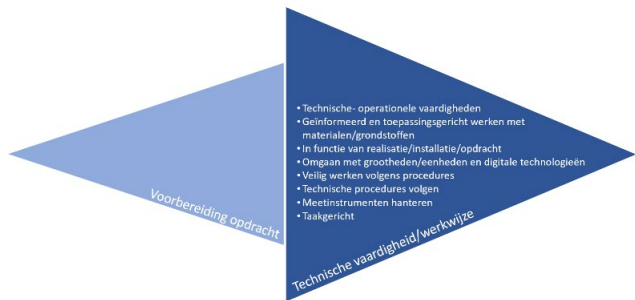 • Technische- operationele vaardigheden
• Geïnformeerd en toepassingsgericht werken met
materialen/grondstoffen
• In functie van realisatie/installatie/opdracht
• Omgaan met grootheden/eenheden en digitale technologieën
• Veilig werken volgens procedures
• Technische procedures volgen
• Meetinstrumenten hanteren
• Taakgericht
Voorbereiding opdracht
Technische vaardigheid/werkwijze